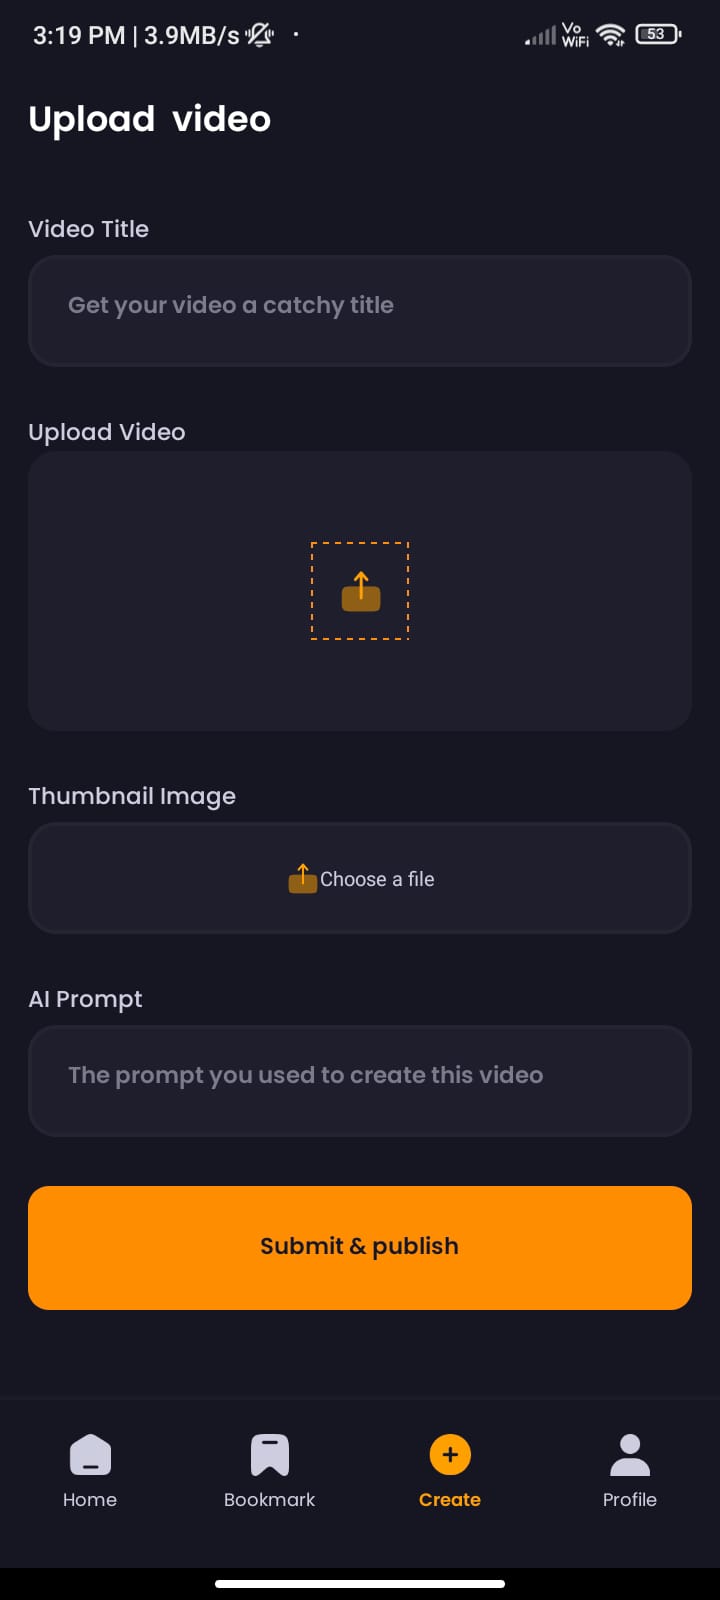 3:19 PM | 3.9MB/s
Vo
WiFi
53
Upload video
Video Title
Get your video a catchy title
Upload Video
Thumbnail Image
Choose a file
AI Prompt
The prompt you used to create this video
Submit & publish
Home
Bookmark
Create
Profile